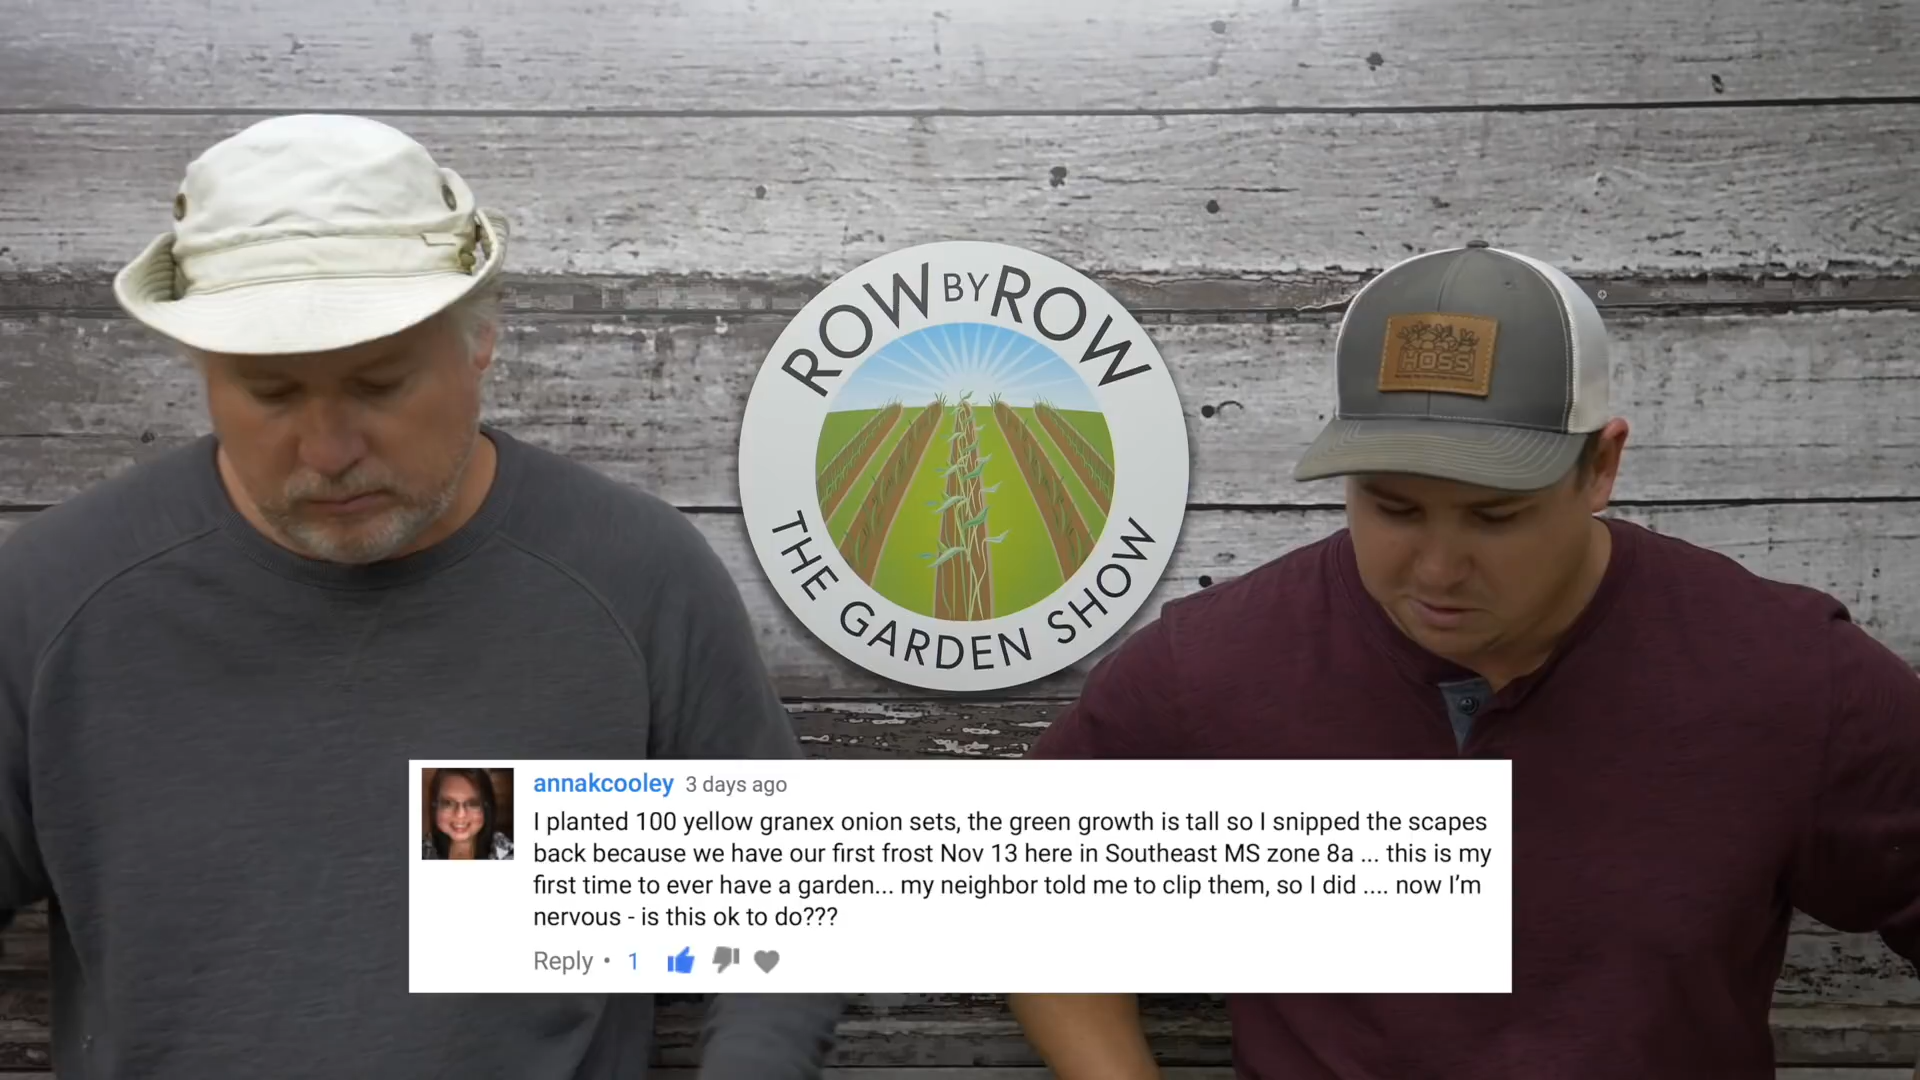 ROW BY ROW
THE GARDEN SHOW
HOSS
annakcooley 3 days ago
I planted 100 yellow granex onion sets, the green growth is tall so I snipped the scapes
back because we have our first frost Nov 13 here in Southeast MS zone 8a ... this is my
first time to ever have a garden... my neighbor told me to clip them, so I did .... now I'm
nervous - is this ok to do???
Reply • 1